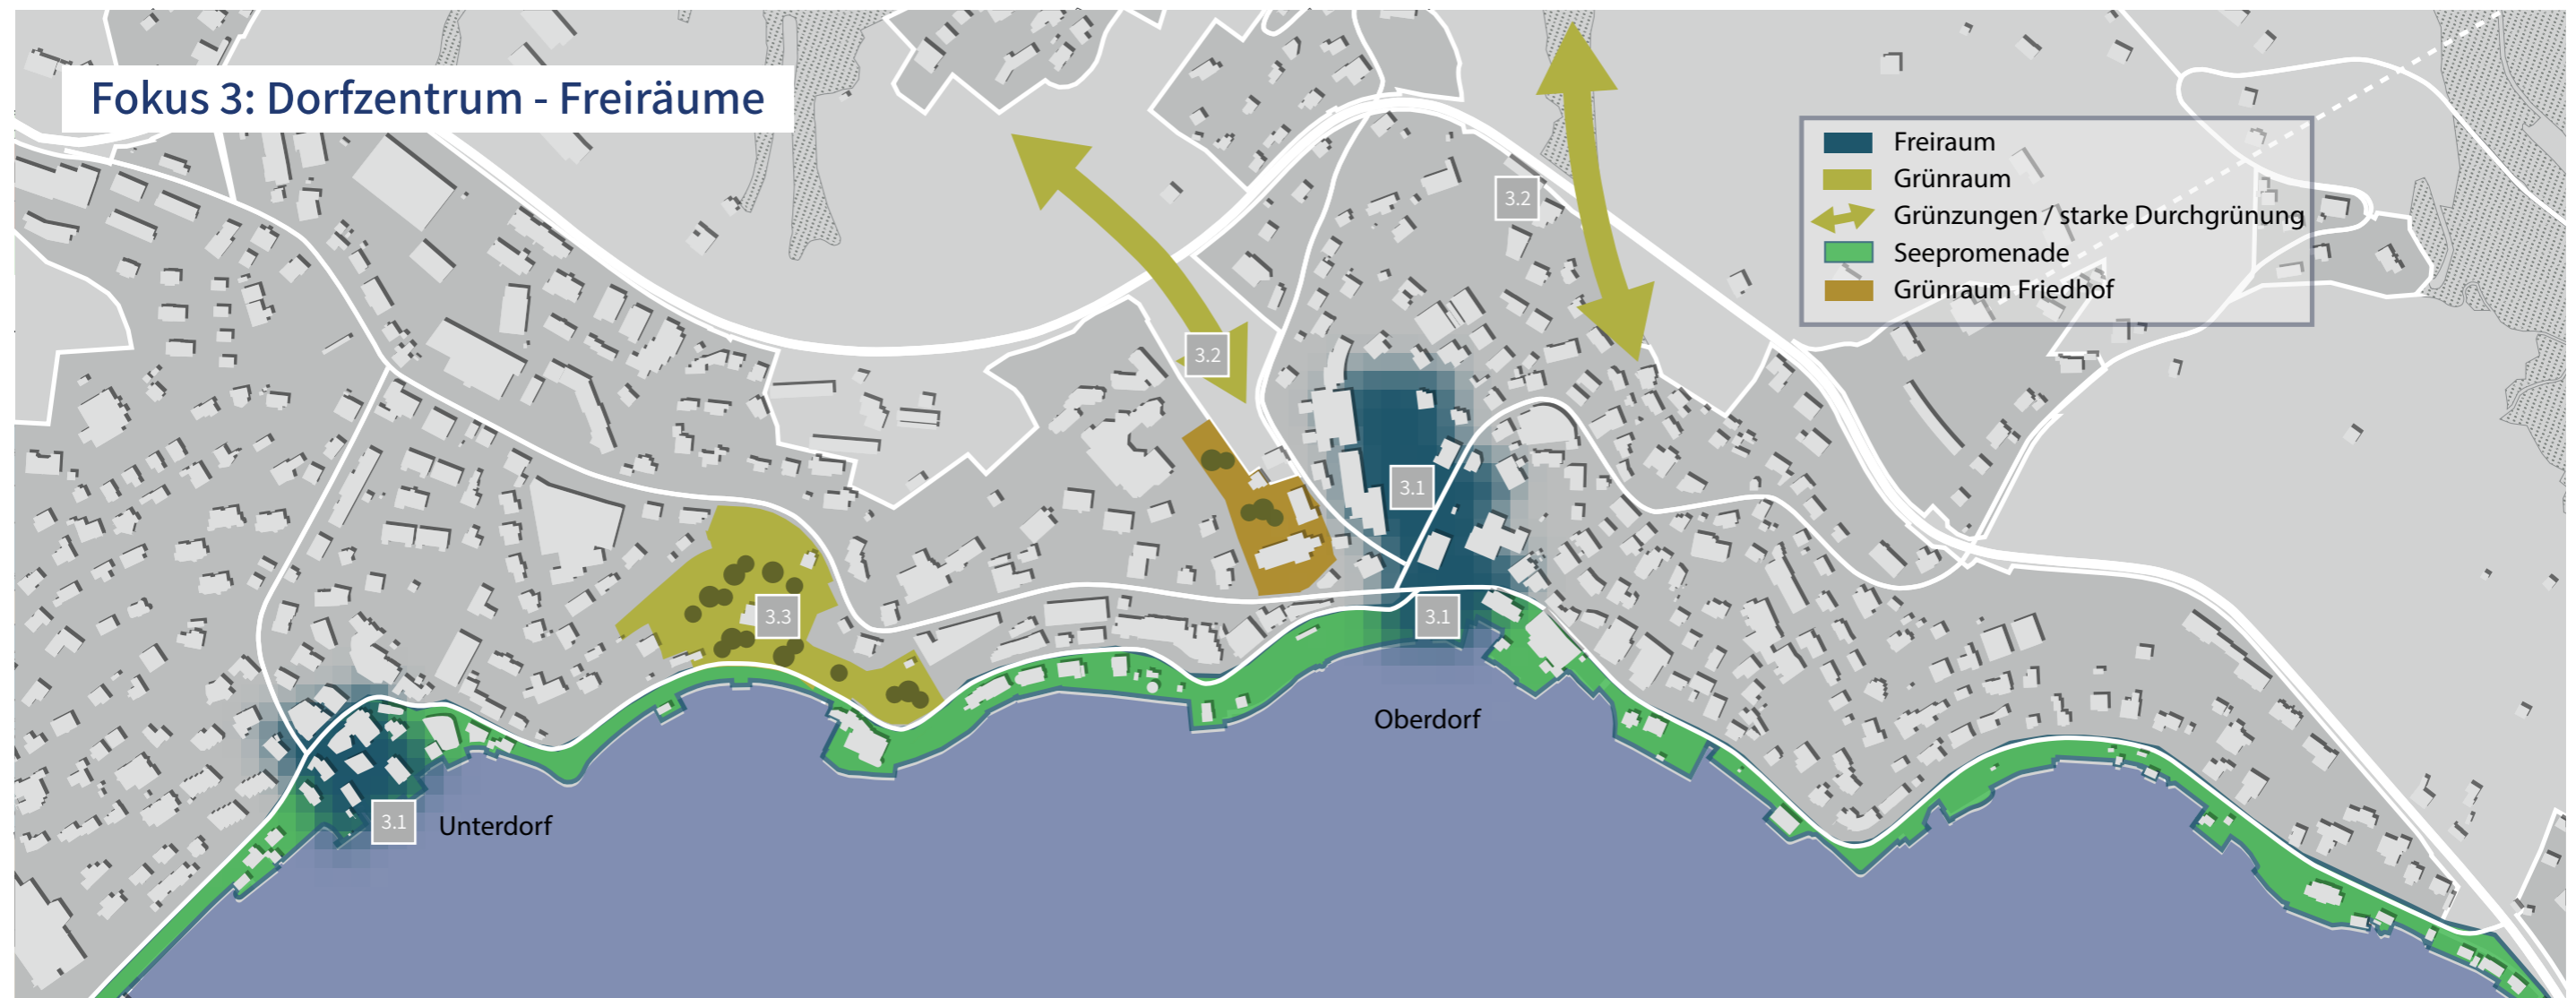 Fokus 3: Dorfzentrum - Freiräume
Freiraum
Grünraum
Grünzungen / starke Durchgrünung
Seepromenade
Grünraum Friedhof
3.2
3.2
3.1
3.3
3.1
Oberdorf
3.1
Unterdorf